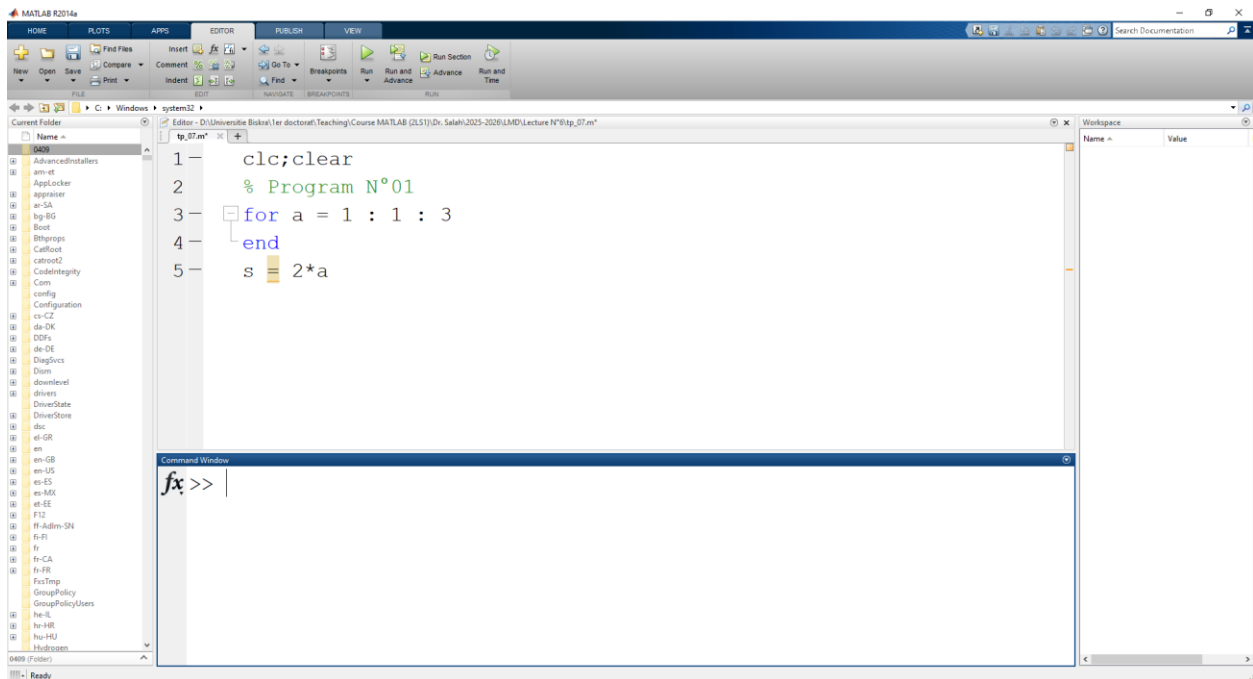 MATLAB R2014a
HOME PLOTS APPS EDITOR PUBLISH VIEW
Search Documentation
New Open Save
Find Files
Compare
Print
FILE
Insert fx
Comment
Indent
EDIT
Go To
Find
NAVIGATE
Breakpoints
BREAKPOINTS
Run
Run and Advance
Run Section
Advance
Run and Time
RUN
C: Windows system32
Current Folder
Name
0409
AdvancedInstallers
am-et
AppLocker
appraiser
ar-SA
bg-BG
Boot
Bthprops
CatRoot
catroot2
CodeIntegrity
Com
config
Configuration
cs-CZ
da-DK
DDFs
de-DE
DiagSvcs
Dism
downlevel
drivers
DriverState
DriverStore
dsc
el-GR
en
en-GB
en-US
es-ES
es-MX
et-EE
F12
ff-Adlm-SN
fi-FI
fr
fr-CA
fr-FR
FxsTmp
GroupPolicy
GroupPolicyUsers
he-IL
hr-HR
hu-HU
Hydrogen
0409 (Folder)
Ready
Editor - D:\Universitie Biskra\1er doctorat\Teaching\Course MATLAB (2LS1)\Dr. Salah\2025-2026\LMD\Lecture N°6\tp_07.m*
tp_07.m*
1 clc;clear
2 % Program N°01
3 for a = 1 : 1 : 3
4 end
5 s = 2*a
Command Window
fx >>
Workspace
Name Value